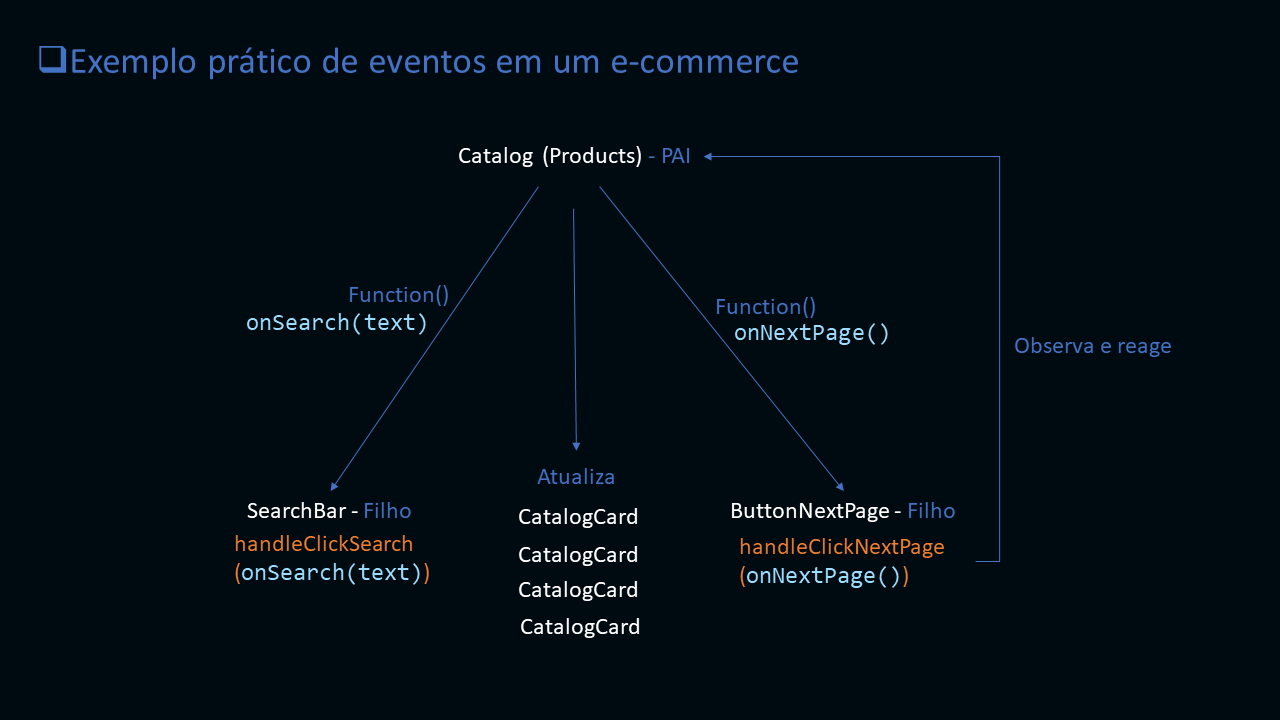 ❑Exemplo prático de eventos em um e-commerce
Catalog (Products) - PAI
Function()
onSearch(text)
Function()
onNextPage()
Observa e reage
Atualiza
SearchBar - Filho
handleClickSearch
(onSearch(text))
CatalogCard
CatalogCard
CatalogCard
CatalogCard
ButtonNextPage - Filho
handleClickNextPage
(onNextPage())